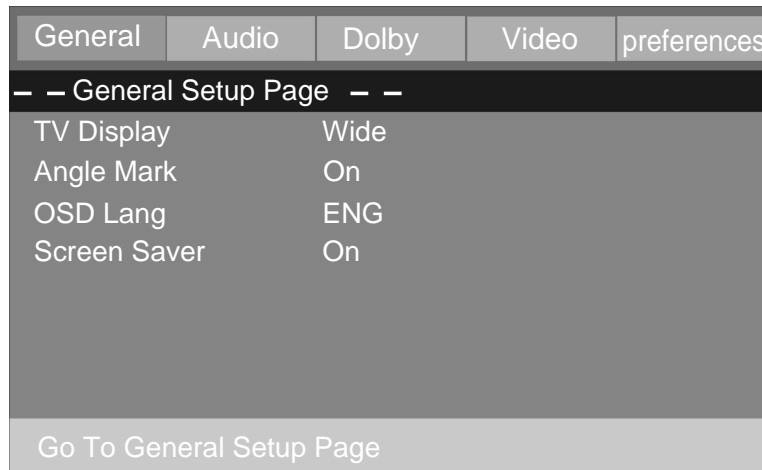 General Audio Dolby Video preferences
– – General Setup Page – –
TV Display Wide
Angle Mark On
OSD Lang ENG
Screen Saver On
Go To General Setup Page